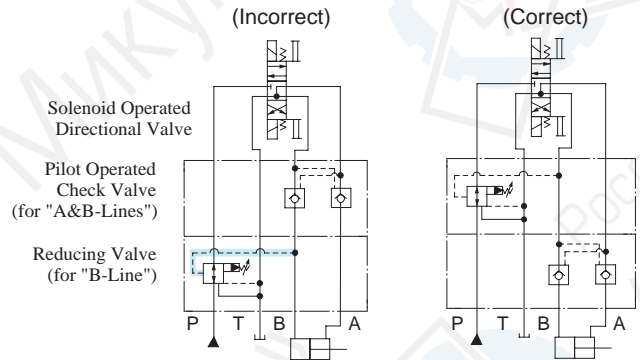 (Incorrect)
(Correct)
Solenoid Operated
Directional Valve
Pilot Operated
Check Valve
(for "A&B-Lines")
Reducing Valve
(for "B-Line")
P T B A
P T B A